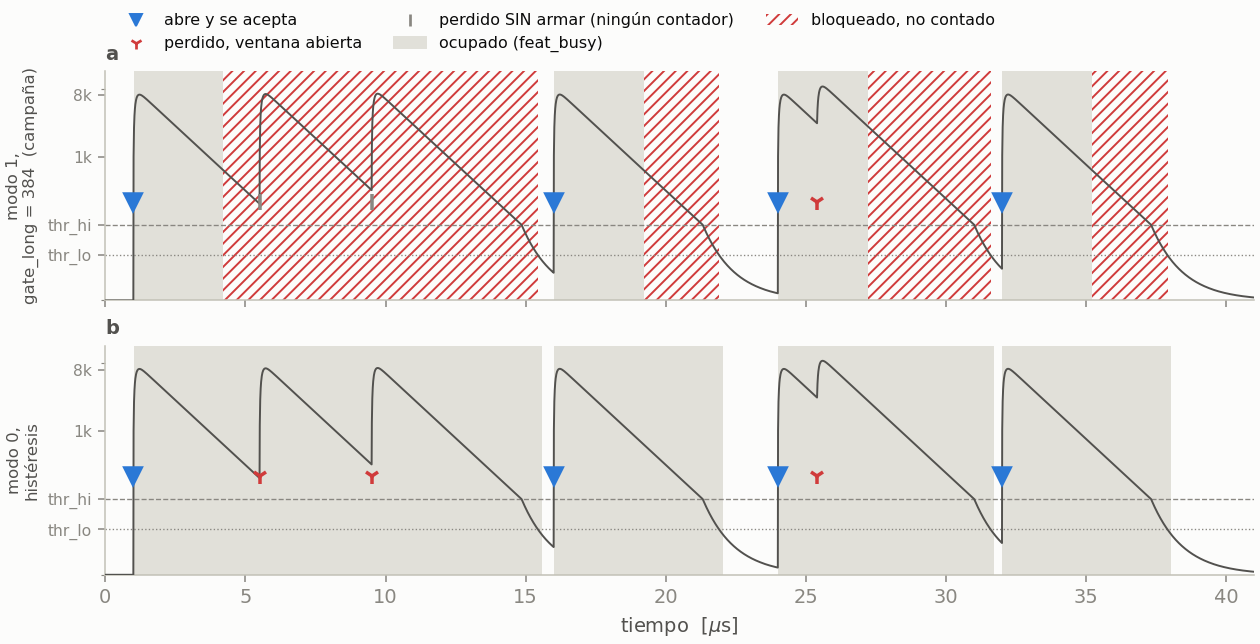 abre y se acepta
perdido, ventana abierta
perdido SIN armar (ningún contador)
ocupado (feat_busy)
bloqueado, no contado
a
modo 1,
gate_long = 384 (campaña)
8k
1k
thr_hi
thr_lo
b
modo 0,
histéresis
8k
1k
thr_hi
thr_lo
0 5 10 15 20 25 30 35 40
tiempo [μs]